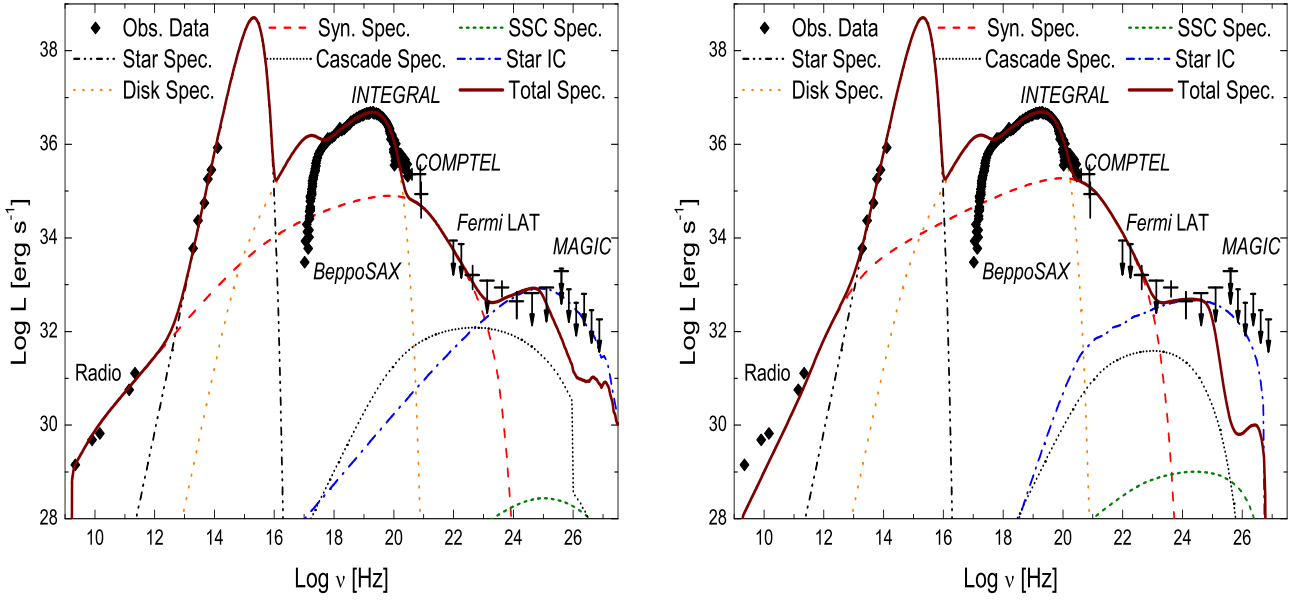 Obs. Data Syn. Spec. SSC Spec.
Star Spec. Cascade Spec. Star IC
Disk Spec. INTEGRAL Total Spec.
COMPTEL
Fermi LAT
MAGIC
BeppoSAX
Radio
38
36
34
32
30
28
Log L [erg s⁻¹]
10 12 14 16 18 20 22 24 26
Log ν [Hz]
Obs. Data Syn. Spec. SSC Spec.
Star Spec. Cascade Spec. Star IC
Disk Spec. INTEGRAL Total Spec.
COMPTEL
Fermi LAT
MAGIC
BeppoSAX
Radio
38
36
34
32
30
28
Log L [erg s⁻¹]
10 12 14 16 18 20 22 24 26
Log ν [Hz]